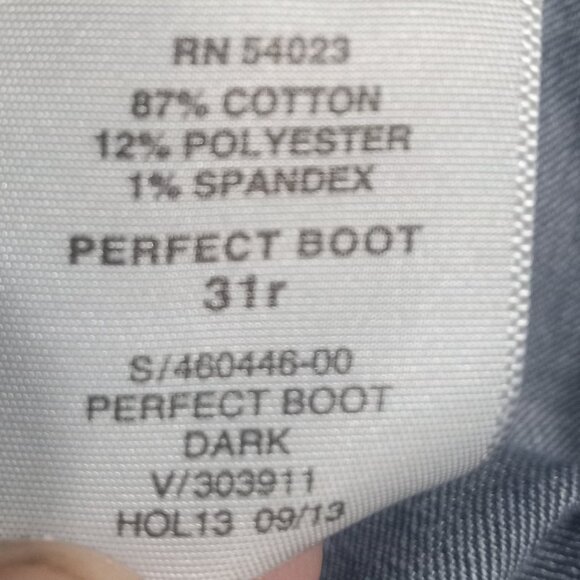 RN 54023
87% COTTON
12% POLYESTER
1% SPANDEX
PERFECT BOOT
31r
S/460446-00
PERFECT BOOT
DARK
V/303911
HOL13 09/13